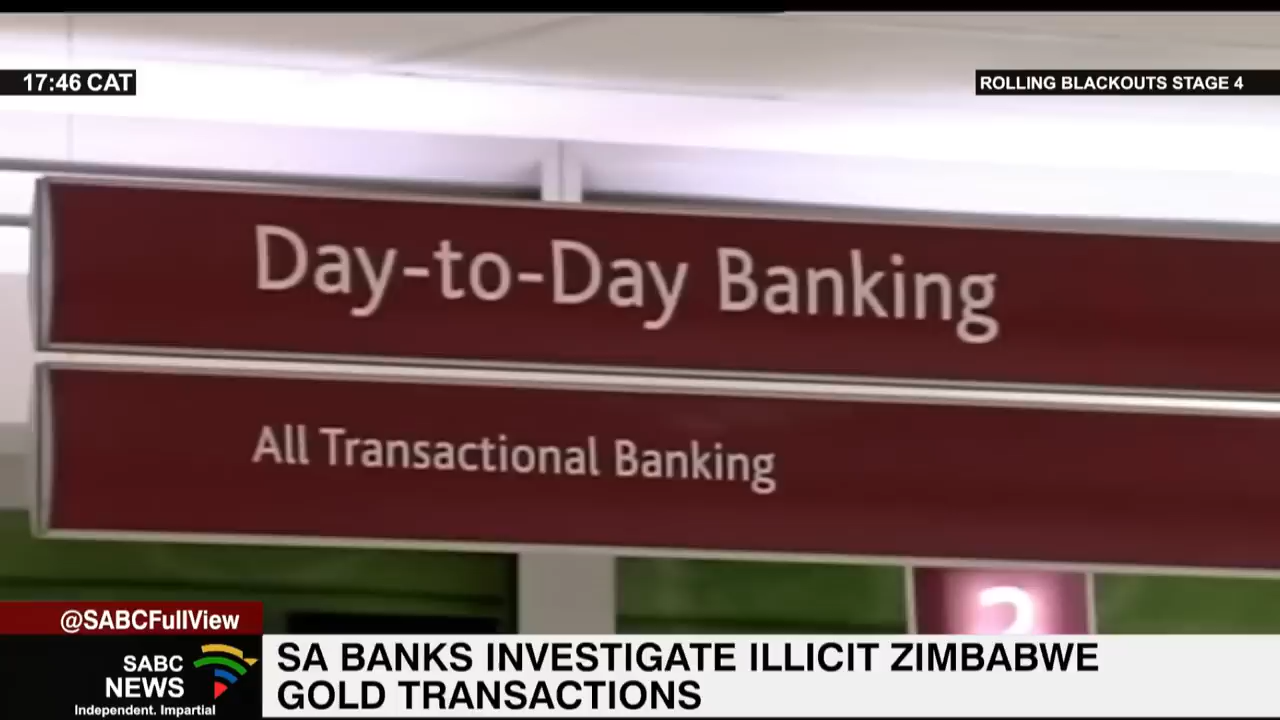 17:46 CAT
ROLLING BLACKOUTS STAGE 4
Day-to-Day Banking
All Transactional Banking
2
@SABCFullView
SABC
NEWS
Independent. Impartial
SA BANKS INVESTIGATE ILLICIT ZIMBABWE
GOLD TRANSACTIONS